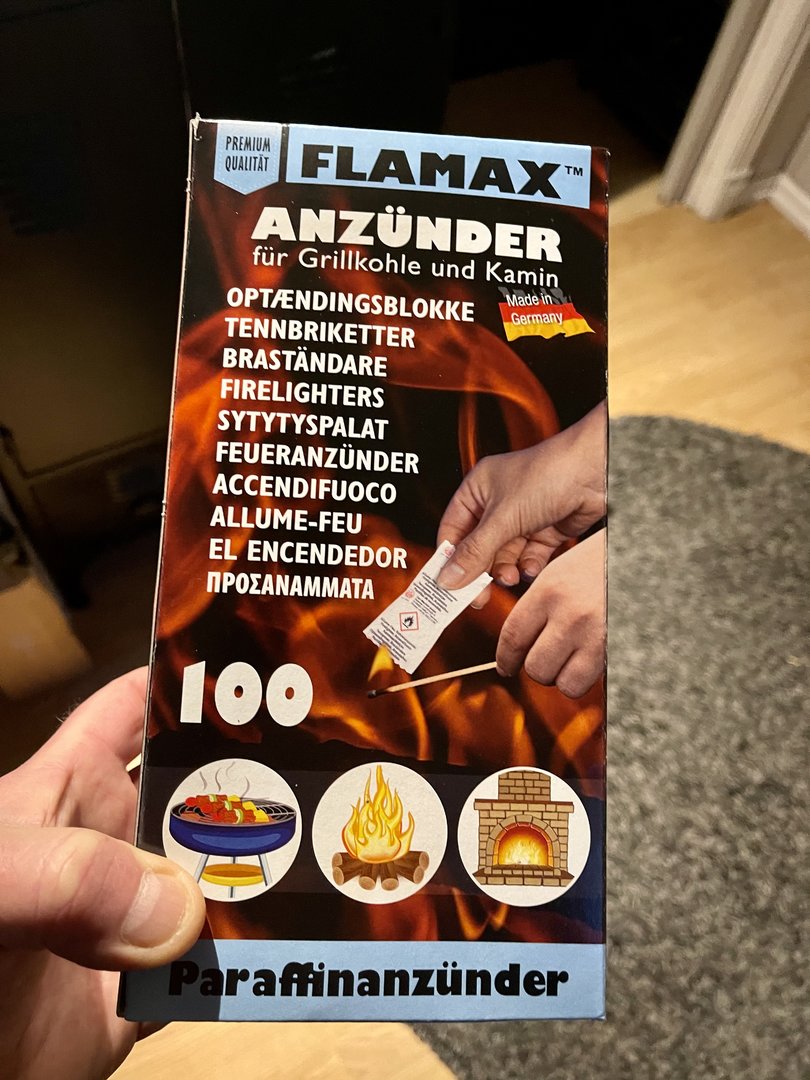 PREMIUM
QUALITÄT
FLAMAX™
ANZÜNDER
für Grillkohle und Kamin
Made in
Germany
OPTÆNDINGSBLOKKE
TENNBRIKETTER
BRASTÄNDARE
FIRELIGHTERS
SYTYTYSPALAT
FEUERANZÜNDER
ACCENDIFUOCO
ALLUME-FEU
EL ENCENDEDOR
ΠΡΟΣΑΝΑΜΜΑΤΑ
100
Paraffinanzünder